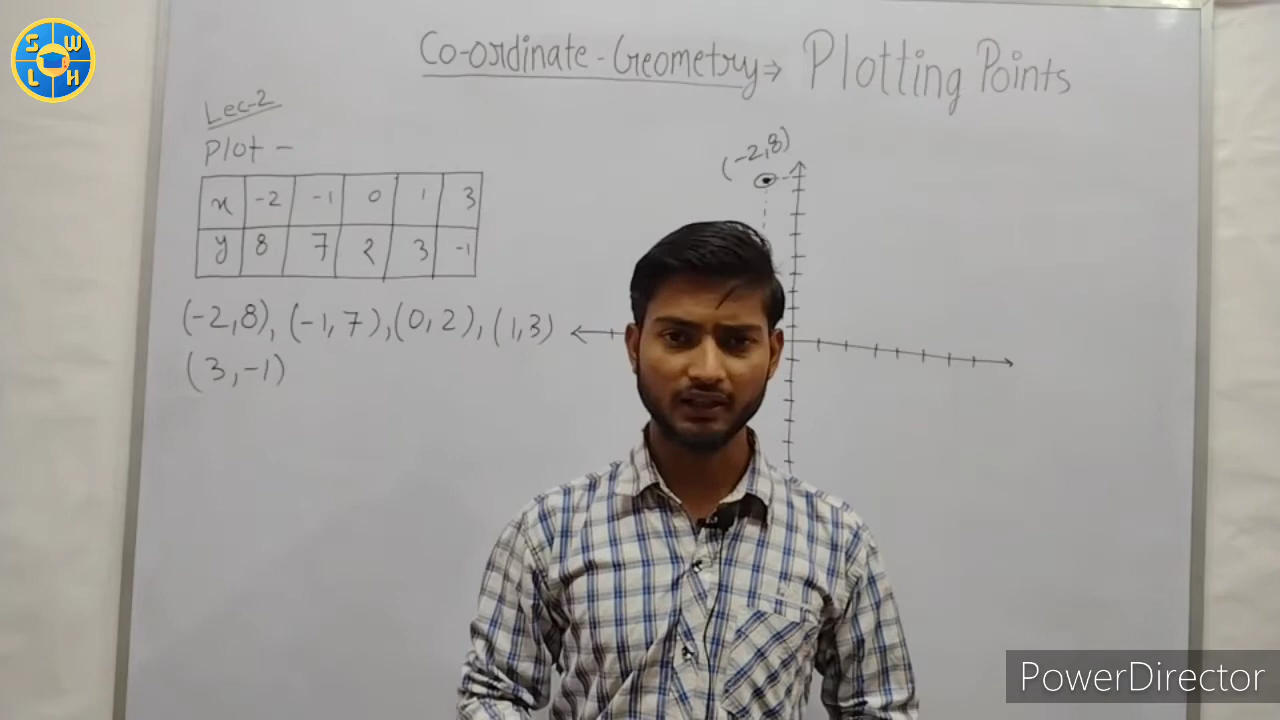 S W
L H
Co-ordinate-Geometry ⇒ Plotting Points
Lec-2
Plot -
x -2 -1 0 1 3
y 8 7 2 3 -1
(-2,8), (-1,7), (0,2), (1,3)
(3,-1)
(-2,8)
PowerDirector